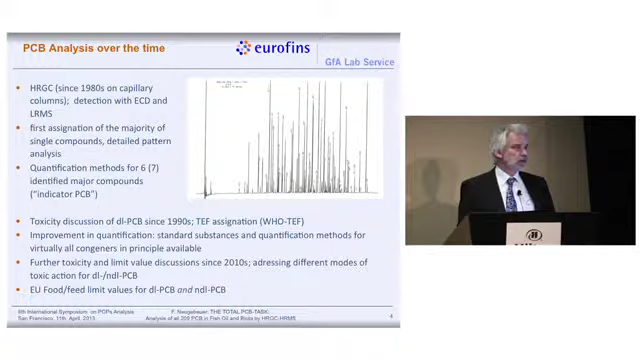 PCB Analysis over the time
eurofins
GfA Lab Service
HRGC (since 1980s on capillary
columns); detection with ECD and
LRMS
first assignation of the majority of
single compounds, detailed pattern
analysis
Quantification methods for 6 (7)
identified major compounds
("indicator PCB")
Toxicity discussion of dl-PCB since 1990s; TEF assignation (WHO-TEF)
Improvement in quantification: standard substances and quantification methods for
virtually all congeners in principle available
Further toxicity and limit value discussions since 2010s; adressing different modes of
toxic action for dl-/ndl-PCB
EU Food/feed limit values for dl-PCB and ndl-PCB
International Symposium on POPs Analysis
San Francisco, 11th. April, 2015
F. Neugebauer: THE TOTAL PCB-TASK:
Analysis of all 209 PCB in Fish Oil and Biota by HRGC-HRMS
4